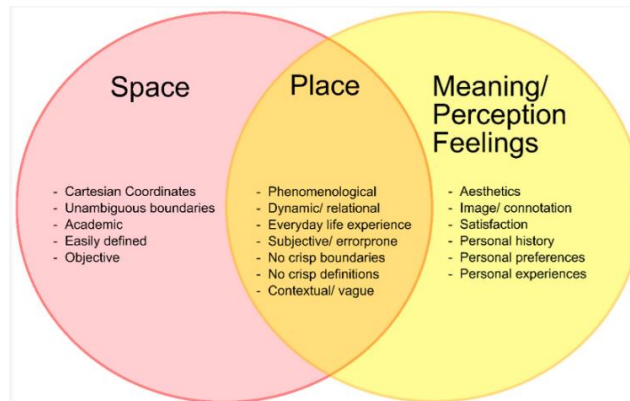 Space
- Cartesian Coordinates
- Unambiguous boundaries
- Academic
- Easily defined
- Objective
Place
- Phenomenological
- Dynamic/ relational
- Everyday life experience
- Subjective/ errorprone
- No crisp boundaries
- No crisp definitions
- Contextual/ vague
Meaning/
Perception
Feelings
- Aesthetics
- Image/ connotation
- Satisfaction
- Personal history
- Personal preferences
- Personal experiences